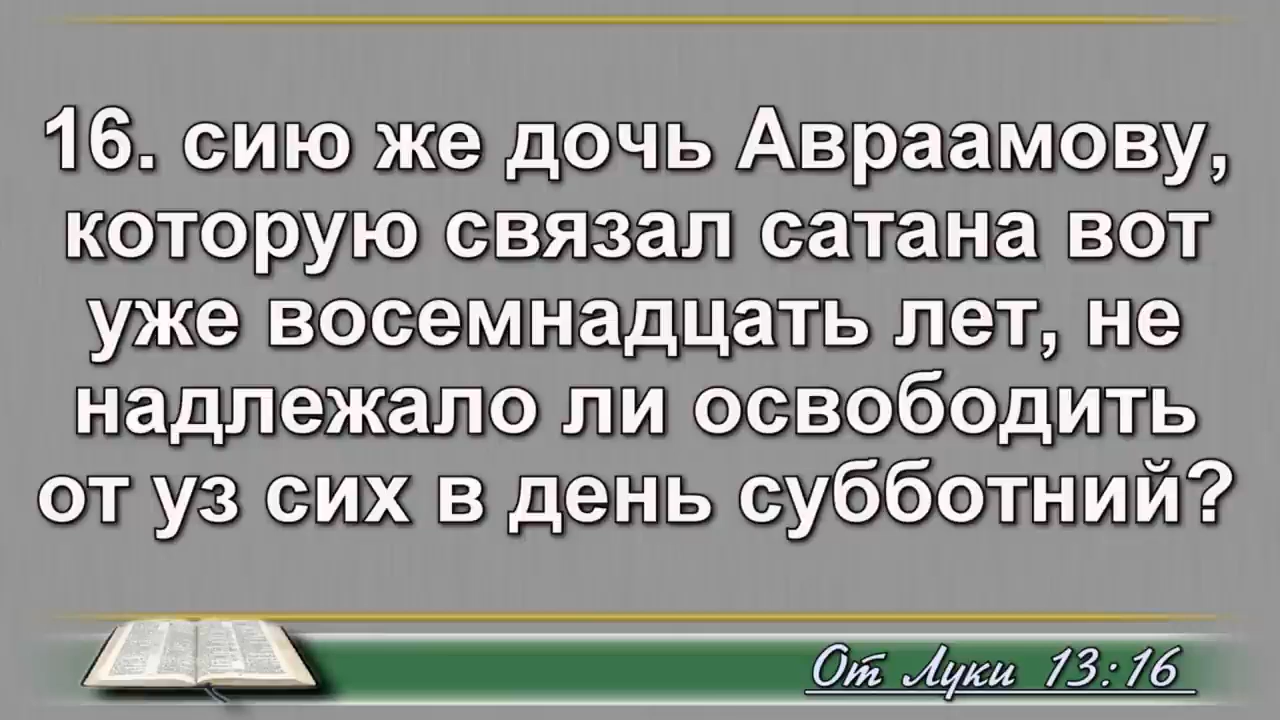 16. сию же дочь Авраамову,
которую связал сатана вот
уже восемнадцать лет, не
надлежало ли освободить
от уз сих в день субботний?
От Луки 13:16